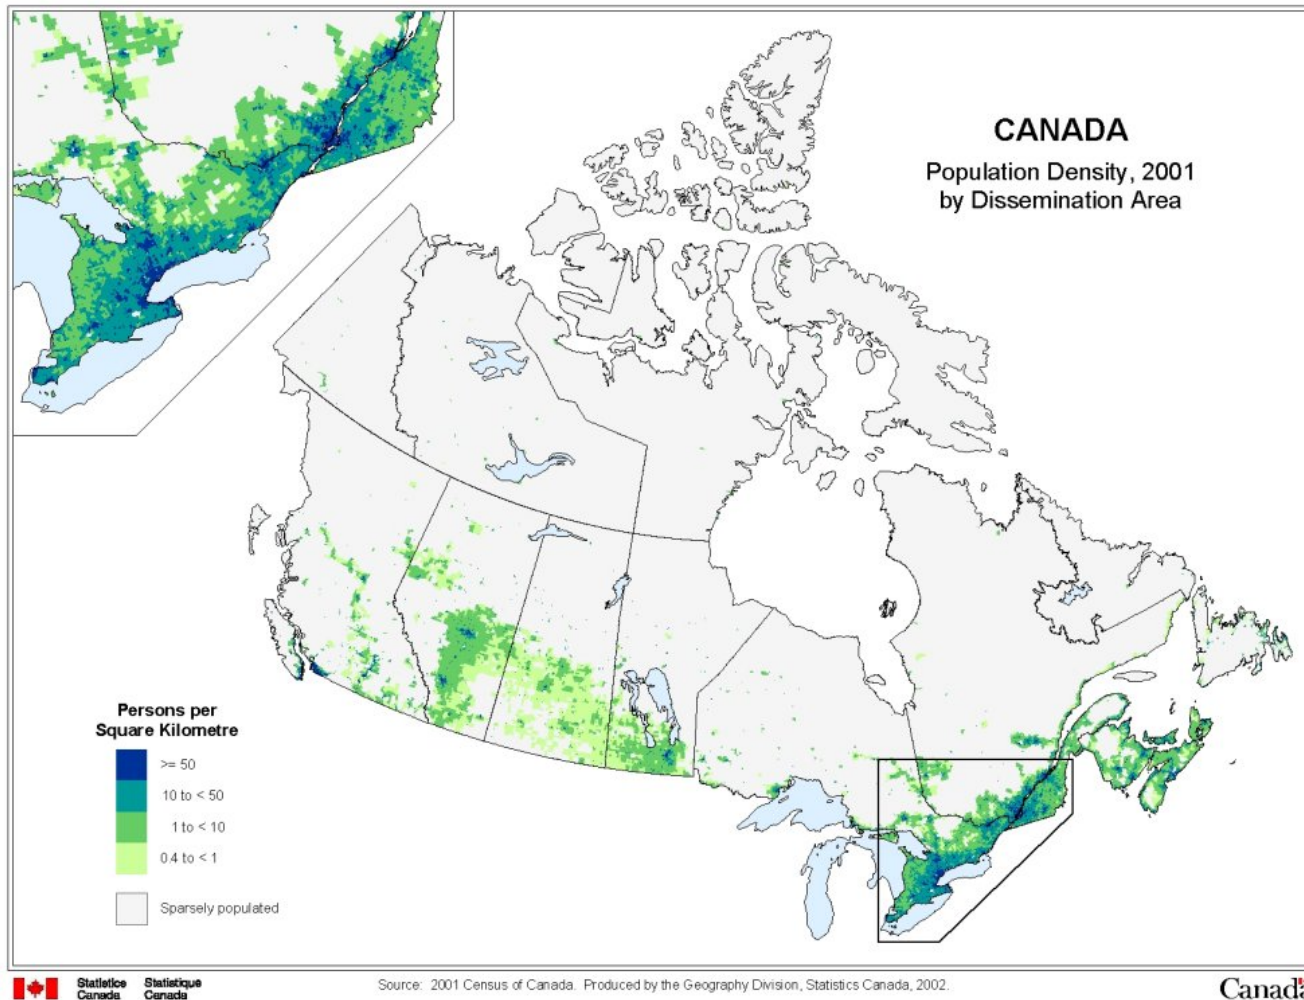 CANADA
Population Density, 2001
by Dissemination Area
Persons per
Square Kilometre
>= 50
10 to < 50
1 to < 10
0.4 to < 1
Sparsely populated
Statistics Statistique
Canada Canada
Source: 2001 Census of Canada. Produced by the Geography Division, Statistics Canada, 2002.
Canada